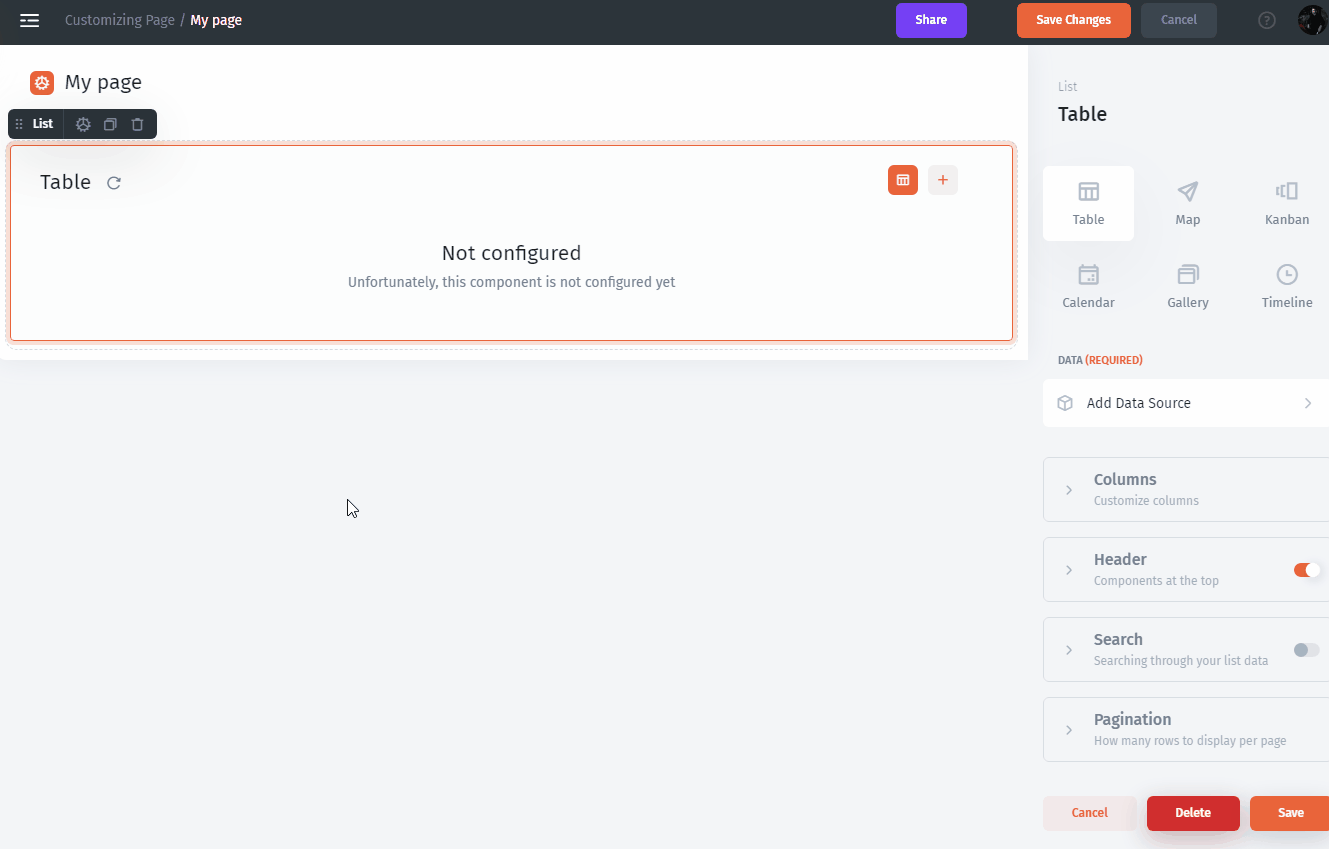 Customizing Page / My page
Share
Save Changes
Cancel
?
My page
List
Table
Not configured
Unfortunately, this component is not configured yet
List
Table
Table
Map
Kanban
Calendar
Gallery
Timeline
DATA (REQUIRED)
Add Data Source
Columns
Customize columns
Header
Components at the top
Search
Searching through your list data
Pagination
How many rows to display per page
Cancel
Delete
Save